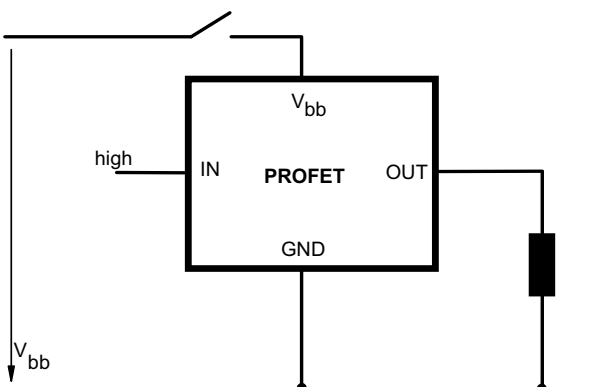 V_bb
high
IN
PROFET
OUT
GND
V_bb